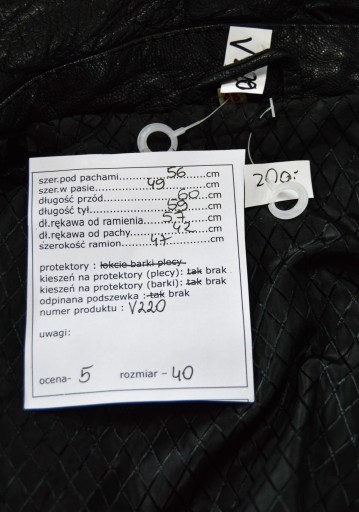 szer.pod pachami............56............cm
szer.w pasie............49............cm
długość przód............60............cm
długość tył............59............cm
dł.rękawa od ramienia......57......cm
dł.rękawa od pachy......42......cm
szerokość ramion......47......cm
protektory : łokcie barki plecy
kieszeń na protektory (plecy): tak brak
kieszeń na protektory (barki): tak brak
odpinana podszewka : tak brak
numer produktu : V220
uwagi:
ocena- 5 rozmiar – 40
200.-